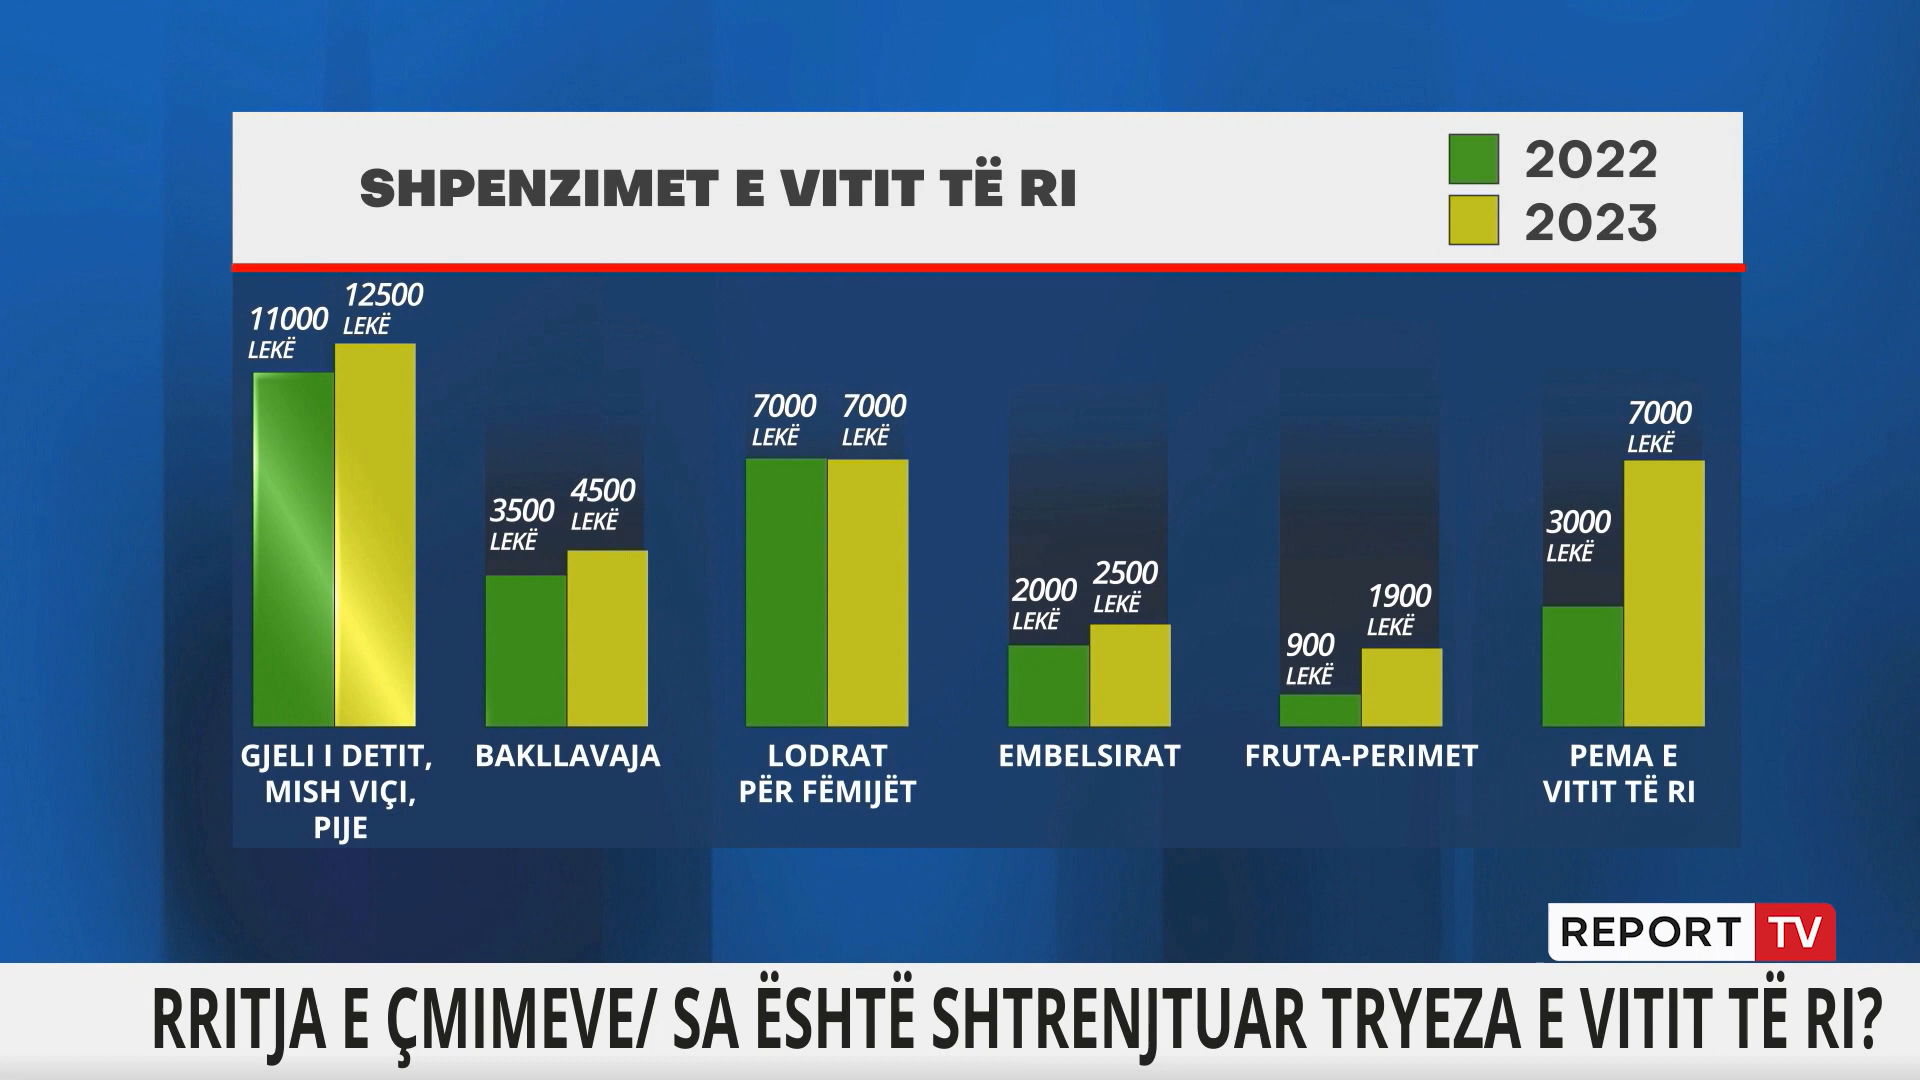 SHPENZIMET E VITIT TË RI
2022
2023
11000
LEKË
12500
LEKË
3500
LEKË
4500
LEKË
7000
LEKË
7000
LEKË
2000
LEKË
2500
LEKË
900
LEKË
1900
LEKË
3000
LEKË
7000
LEKË
GJELI I DETIT,
MISH VIÇI,
PIJE
BAKLLAVAJA
LODRAT
PËR FËMIJËT
EMBELSIRAT
FRUTA-PERIMET
PEMA E
VITIT TË RI
REPORT TV
RRITJA E ÇMIMEVE/ SA ËSHTË SHTRENJTUAR TRYEZA E VITIT TË RI?